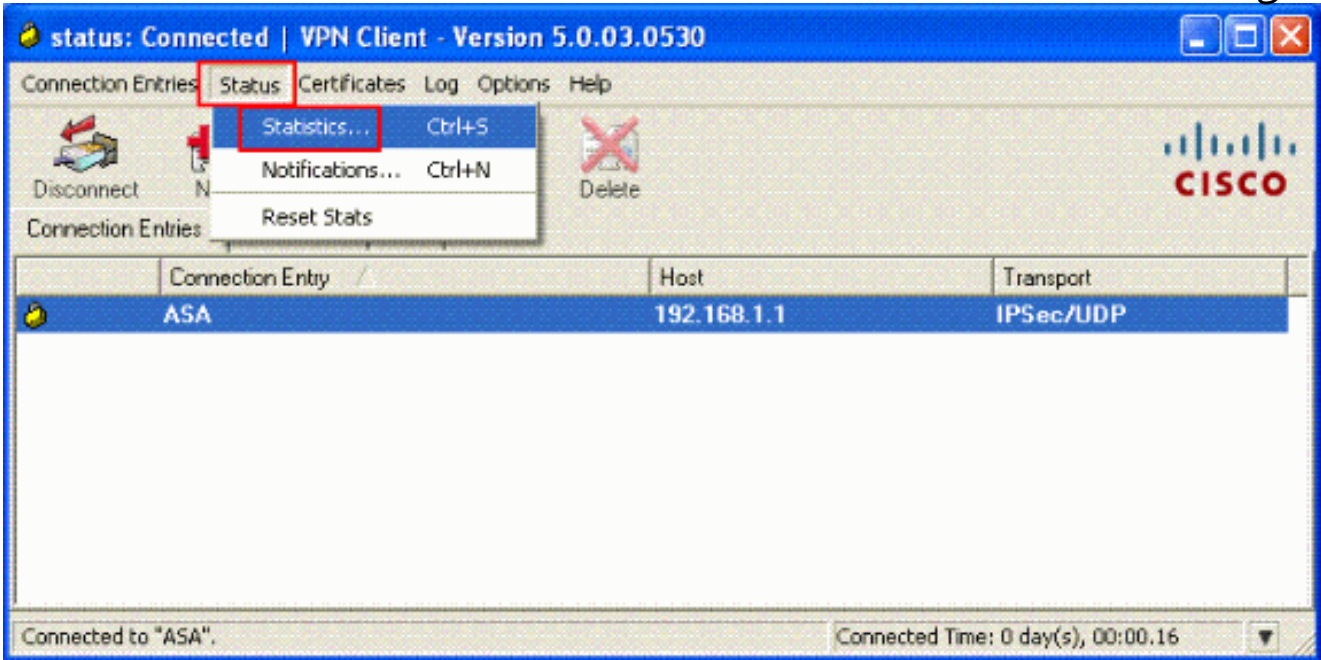 status: Connected | VPN Client - Version 5.0.03.0530
Connection Entries Status Certificates Log Options Help
Statistics... Ctrl+S
Notifications... Ctrl+N
Reset Stats
Disconnect
Delete
CISCO
Connection Entries
Connection Entry Host Transport
ASA 192.168.1.1 IPSec/UDP
Connected to "ASA". Connected Time: 0 day(s), 00:00.16